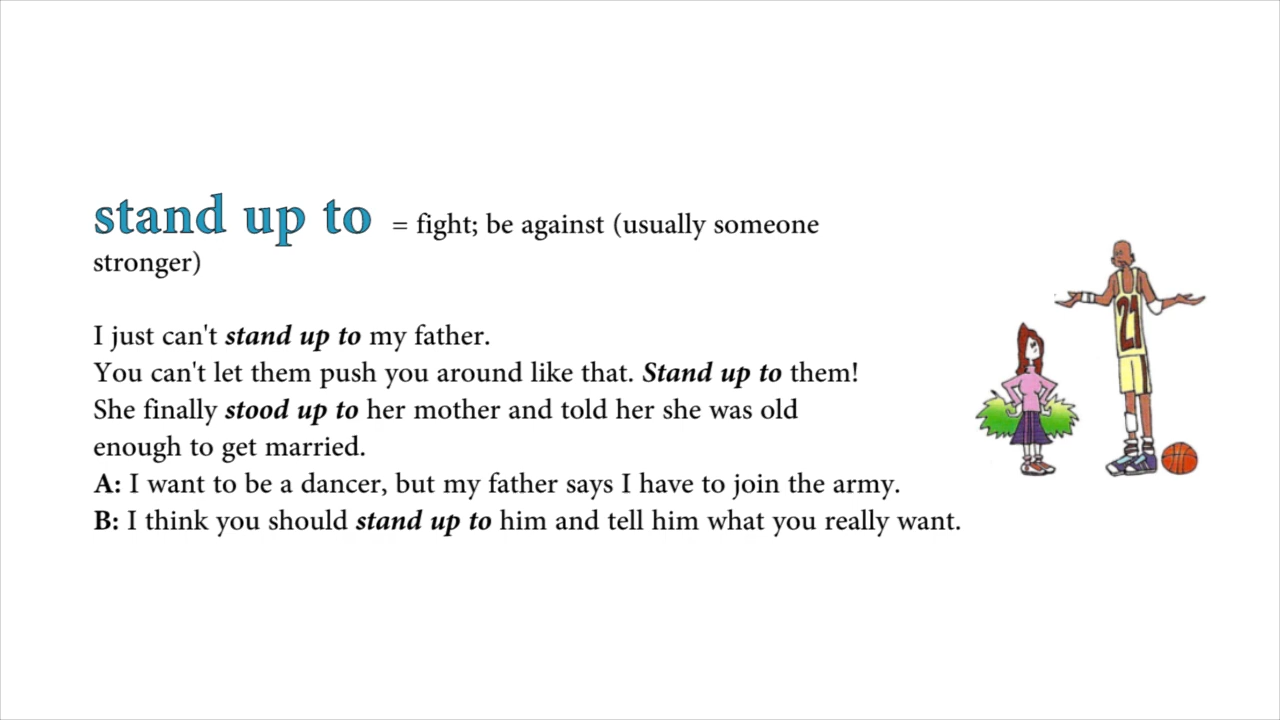 stand up to = fight; be against (usually someone
stronger)
I just can't stand up to my father.
You can't let them push you around like that. Stand up to them!
She finally stood up to her mother and told her she was old
enough to get married.
A: I want to be a dancer, but my father says I have to join the army.
B: I think you should stand up to him and tell him what you really want.
21